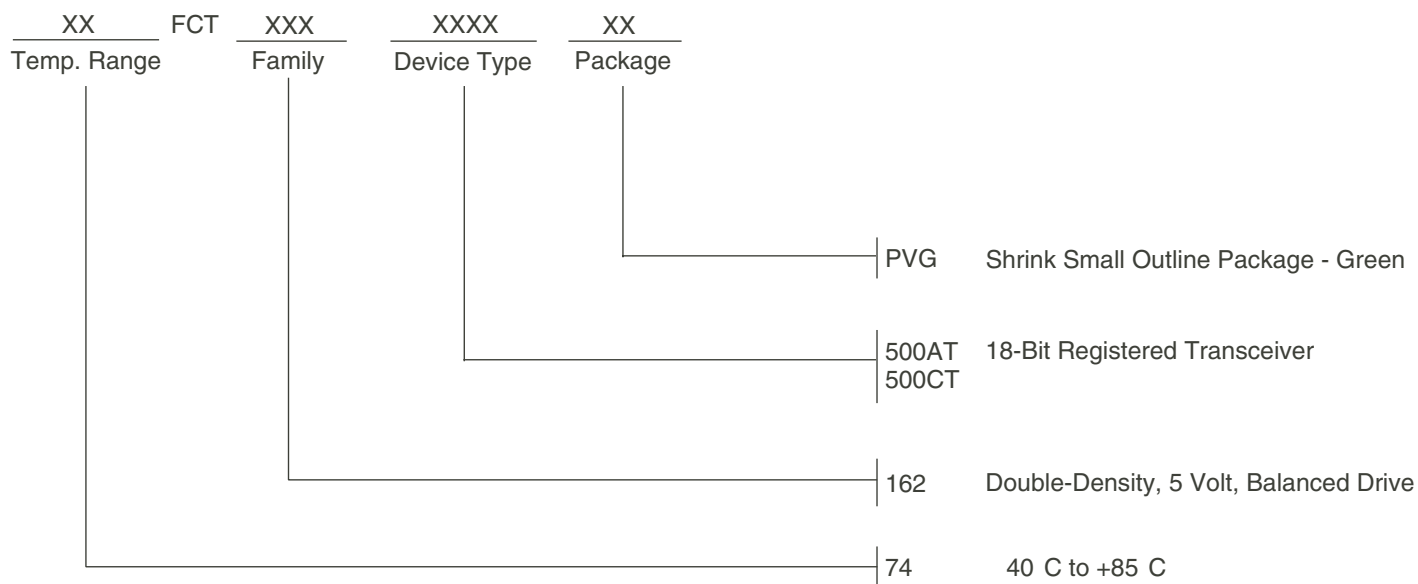 XX FCT XXX XXXX XX
Temp. Range Family Device Type Package
PVG Shrink Small Outline Package - Green
500AT 18-Bit Registered Transceiver
500CT
162 Double-Density, 5 Volt, Balanced Drive
74 40 C to +85 C